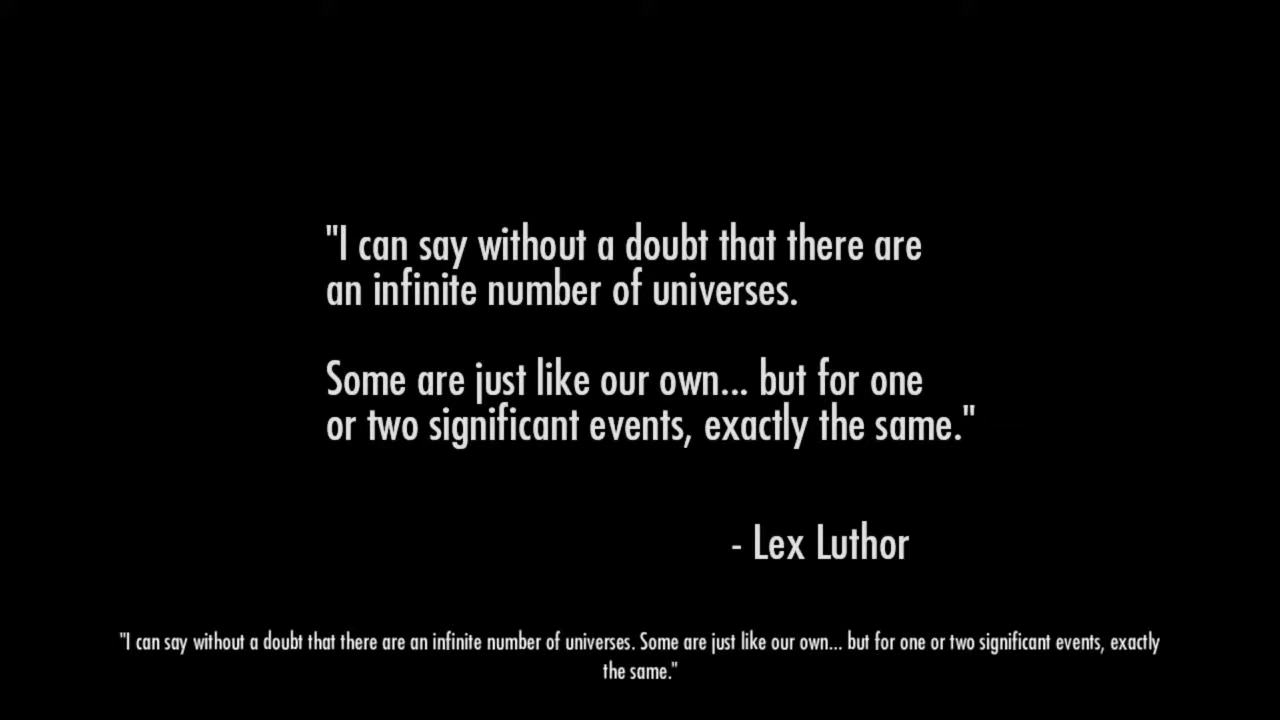 "I can say without a doubt that there are
an infinite number of universes.
Some are just like our own... but for one
or two significant events, exactly the same."
- Lex Luthor
"I can say without a doubt that there are an infinite number of universes. Some are just like our own... but for one or two significant events, exactly
the same."